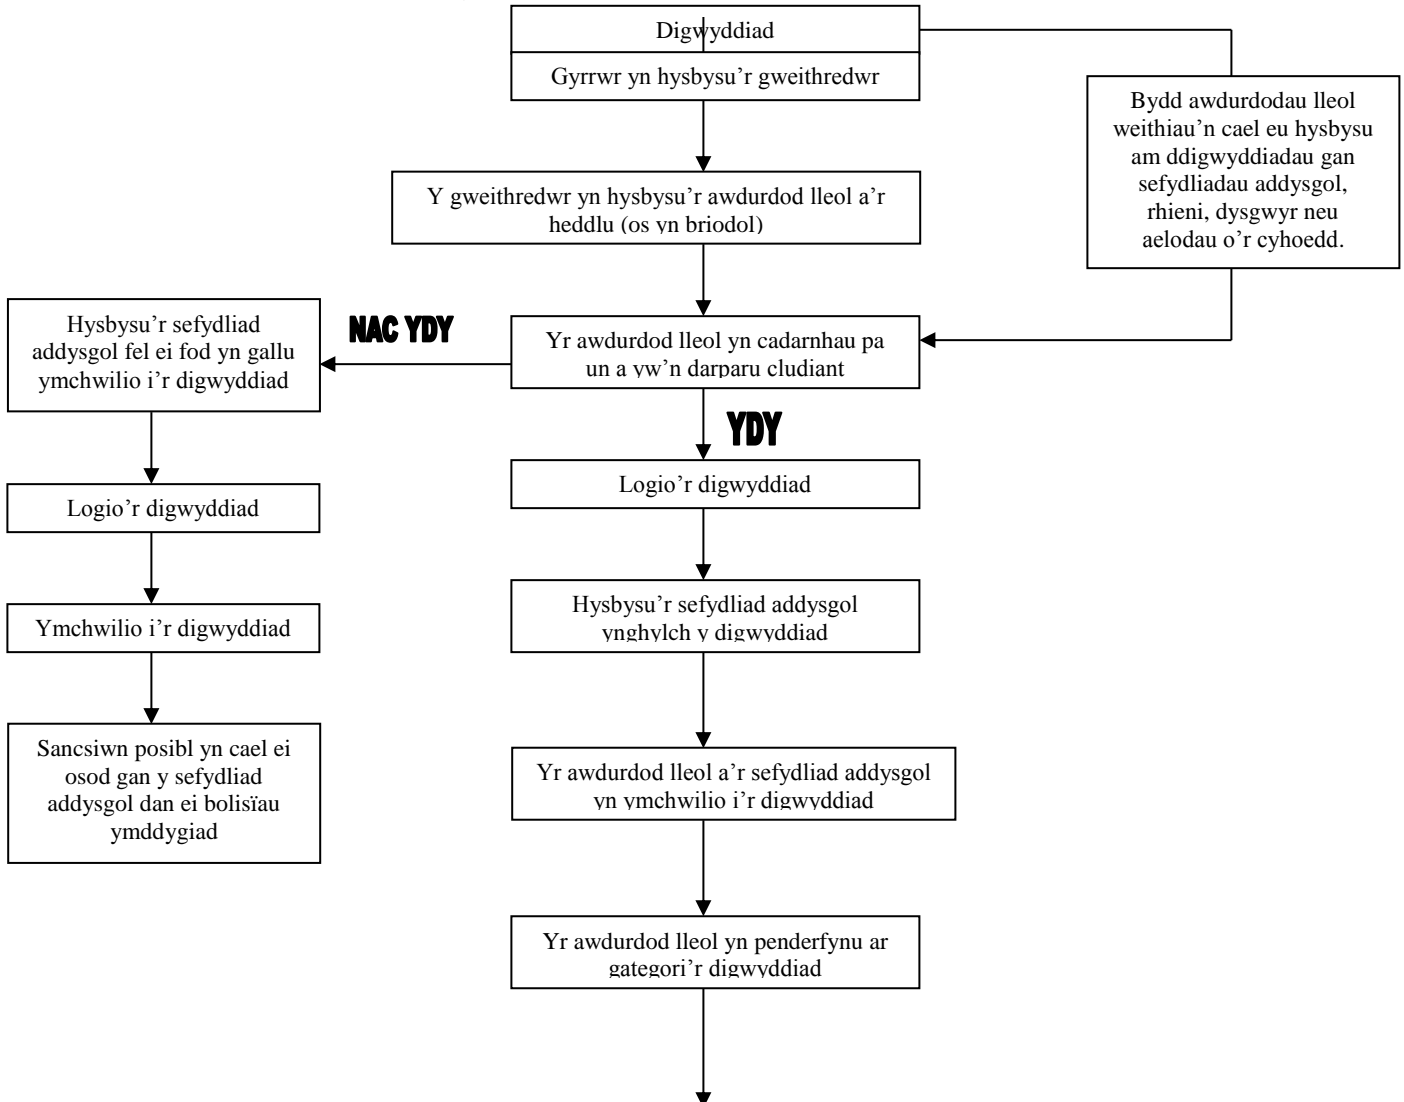 Digwyddiad
Gyrrwr yn hysbysu'r gweithredwr
Bydd awdurdodau lleol
weithiau'n cael eu hysbysu
am ddigwyddiadau gan
sefydliadau addysgol,
rhieni, dysgwyr neu
aelodau o'r cyhoedd.
Y gweithredwr yn hysbysu'r awdurdod lleol a'r
heddlu (os yn briodol)
Yr awdurdod lleol yn cadarnhau pa
un a yw'n darparu cludiant
NAC YDY
Hysbysu'r sefydliad
addysgol fel ei fod yn gallu
ymchwilio i'r digwyddiad
Logio'r digwyddiad
Ymchwilio i'r digwyddiad
Sancsiwn posibl yn cael ei
osod gan y sefydliad
addysgol dan ei bolisïau
ymddygiad
YDY
Logio'r digwyddiad
Hysbysu'r sefydliad addysgol
ynghylch y digwyddiad
Yr awdurdod lleol a'r sefydliad addysgol
yn ymchwilio i'r digwyddiad
Yr awdurdod lleol yn penderfynu ar
gategori'r digwyddiad